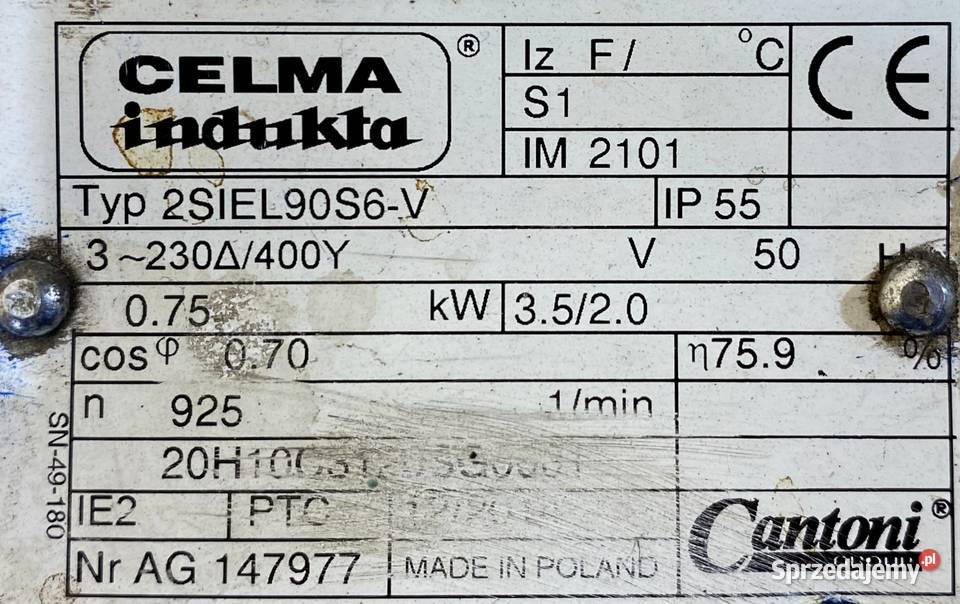 CELMA ®
indukta
Iz F/ °C
S1
IM 2101
CE
Typ 2SIEL90S6-V IP 55
3 ~230Δ/400Y V 50
0.75 kW 3.5/2.0
cos φ 0.70 η75.9 %
n 925 1/min
IE2 PTC
Nr AG 147977 MADE IN POLAND
SN-49-180
Cantoni ®
GROUP
Sprzedajemy.pl